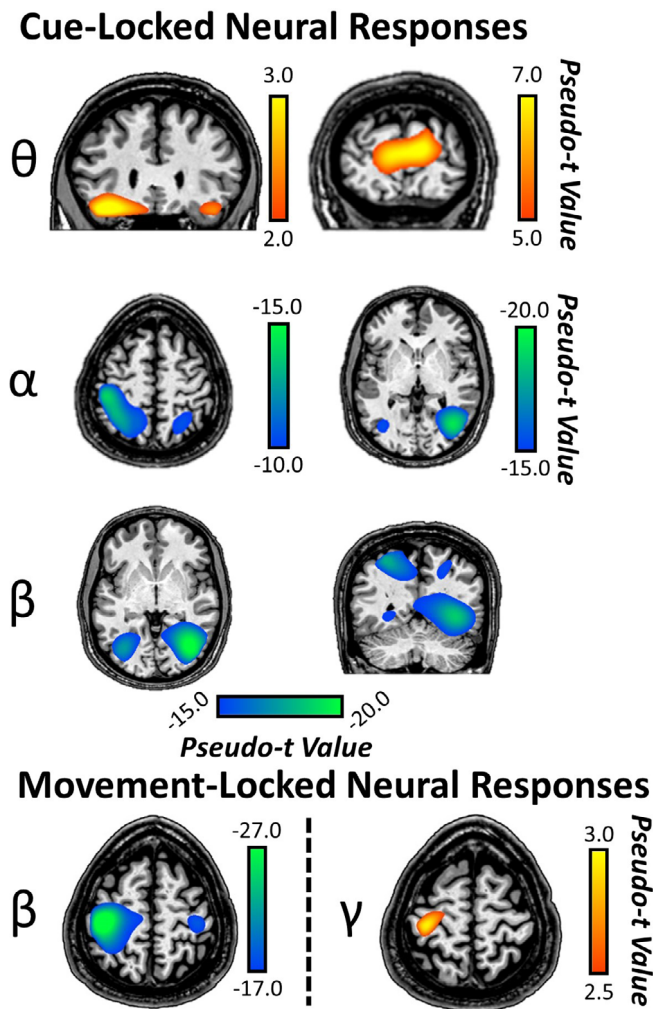 Cue-Locked Neural Responses
θ
3.0
2.0
7.0
5.0
Pseudo-t Value
α
-15.0
-10.0
-20.0
-15.0
Pseudo-t Value
β
-15.0
-20.0
Pseudo-t Value
Movement-Locked Neural Responses
β
-27.0
-17.0
γ
3.0
2.5
Pseudo-t Value